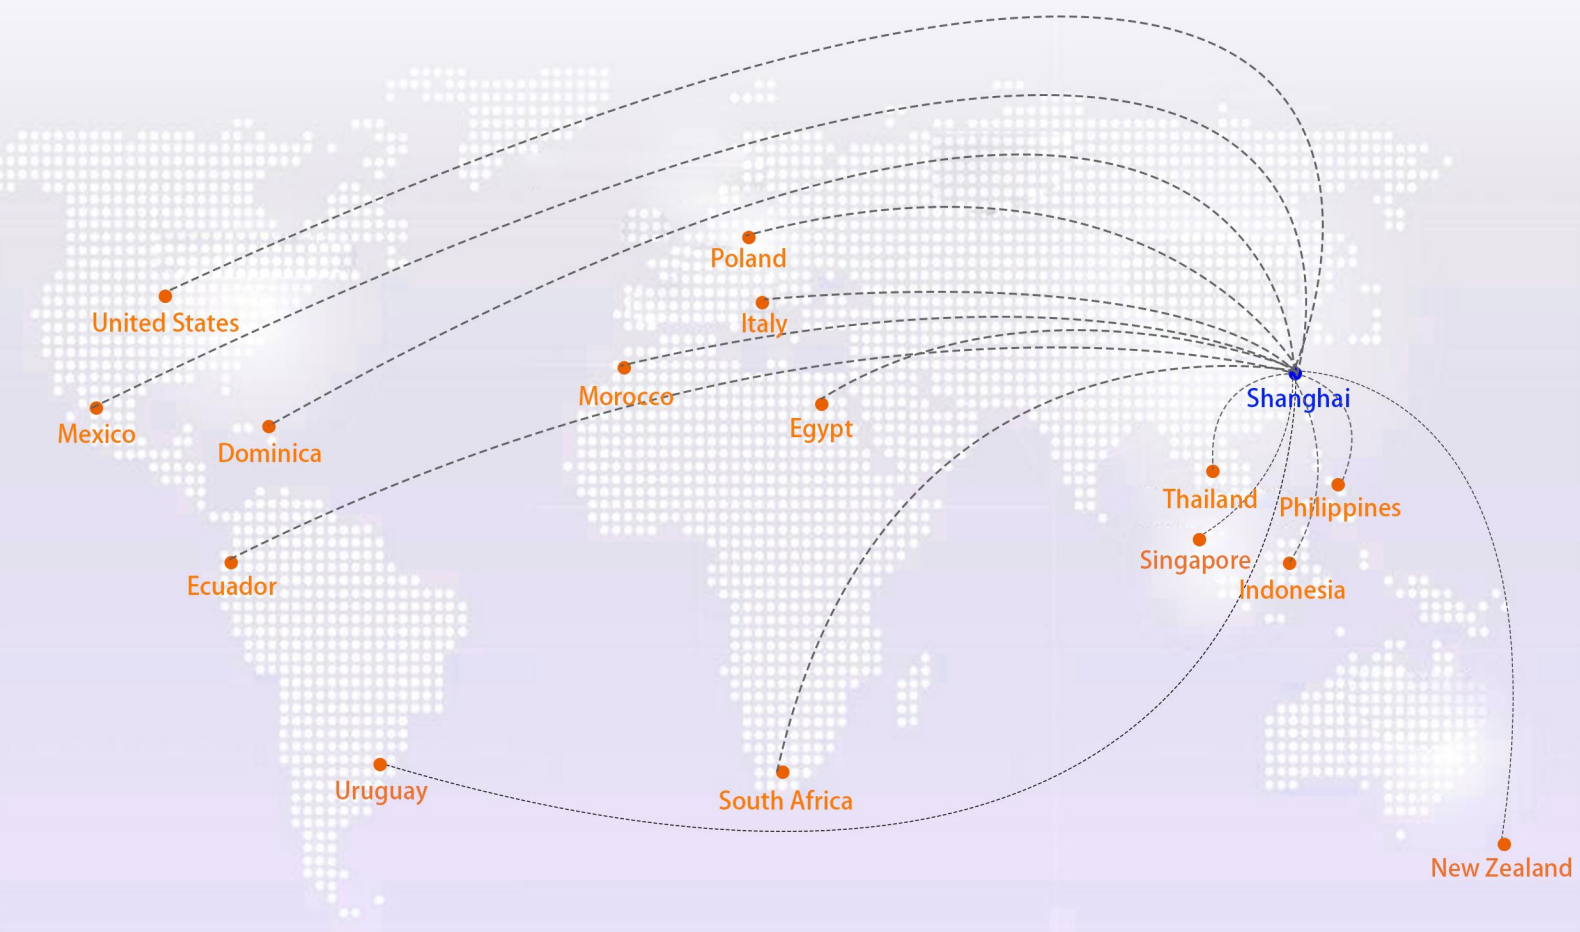 Poland
United States
Italy
Morocco
Shanghai
Mexico
Egypt
Dominica
Thailand
Philippines
Singapore
Ecuador
Indonesia
Uruguay
South Africa
New Zealand